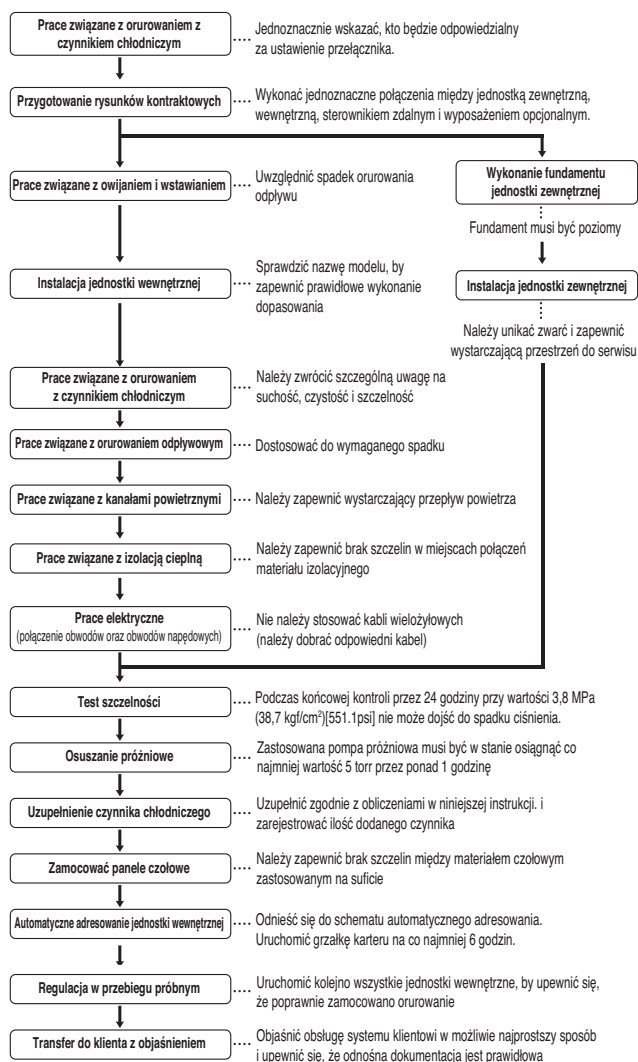 Prace związane z orurowaniem z
czynnikiem chłodniczym
.... Jednoznacznie wskazać, kto będzie odpowiedzialny
za ustawienie przełącznika.
Przygotowanie rysunków kontraktowych
.... Wykonać jednoznaczne połączenia między jednostką zewnętrzną,
wewnętrzną, sterownikiem zdalnym i wyposażeniem opcjonalnym.
Prace związane z owijaniem i wstawianiem
.... Uwzględnić spadek orurowania
odpływu
Wykonanie fundamentu
jednostki zewnętrznej
Fundament musi być poziomy
Instalacja jednostki wewnętrznej
.... Sprawdzić nazwę modelu, by
zapewnić prawidłowe wykonanie
dopasowania
Instalacja jednostki zewnętrznej
Należy unikać zwarć i zapewnić
wystarczającą przestrzeń do serwisu
Prace związane z orurowaniem
z czynnikiem chłodniczym
.... Należy zwrócić szczególną uwagę na
suchość, czystość i szczelność
Prace związane z orurowaniem odpływowym
.... Dostosować do wymaganego spadku
Prace związane z kanałami powietrznymi
.... Należy zapewnić wystarczający przepływ powietrza
Prace związane z izolacją cieplną
.... Należy zapewnić brak szczelin w miejscach połączeń
materiału izolacyjnego
Prace elektryczne
(połączenie obwodów oraz obwodów napędowych)
.... Nie należy stosować kabli wielożyłowych
(należy dobrać odpowiedni kabel)
Test szczelności
.... Podczas końcowej kontroli przez 24 godziny przy wartości 3,8 MPa
(38,7 kgf/cm²)[551.1psi] nie może dojść do spadku ciśnienia.
Osuszanie próżniowe
.... Zastosowana pompa próżniowa musi być w stanie osiągnąć co
najmniej wartość 5 torr przez ponad 1 godzinę
Uzupełnienie czynnika chłodniczego
.... Uzupełnić zgodnie z obliczeniami w niniejszej instrukcji. i
zarejestrować ilość dodanego czynnika
Zamocować panele czołowe
.... Należy zapewnić brak szczelin między materiałem czołowym
zastosowanym na suficie
Automatyczne adresowanie jednostki wewnętrznej
.... Odnieść się do schematu automatycznego adresowania.
Uruchomić grzałkę karteru na co najmniej 6 godzin.
Regulacja w przebiegu próbnym
.... Uruchomić kolejno wszystkie jednostki wewnętrzne, by upewnić się,
że poprawnie zamocowano orurowanie
Transfer do klienta z objaśnieniem
.... Objaśnić obsługę systemu klientowi w możliwie najprostszy sposób
i upewnić się, że odnośna dokumentacja jest prawidłowa